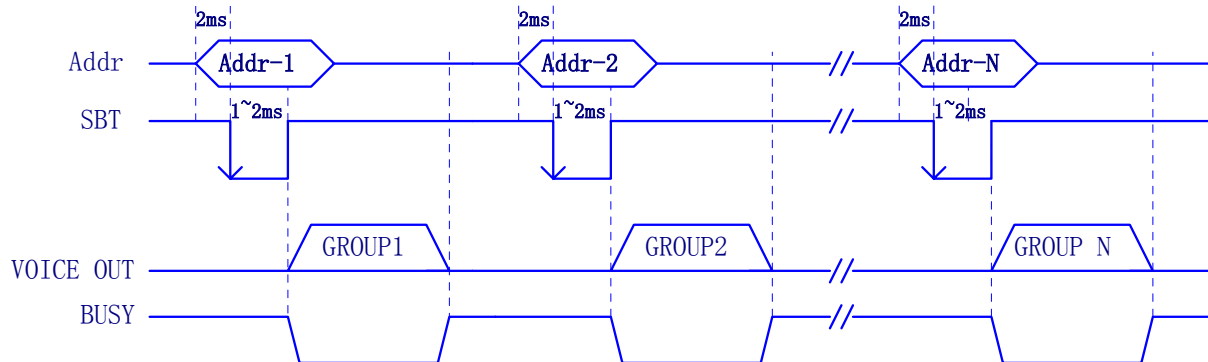 2ms 2ms 2ms
Addr Addr-1 Addr-2 // Addr-N
1~2ms 1~2ms 1~2ms
SBT //
GROUP1 GROUP2 GROUP N
VOICE OUT //
BUSY //